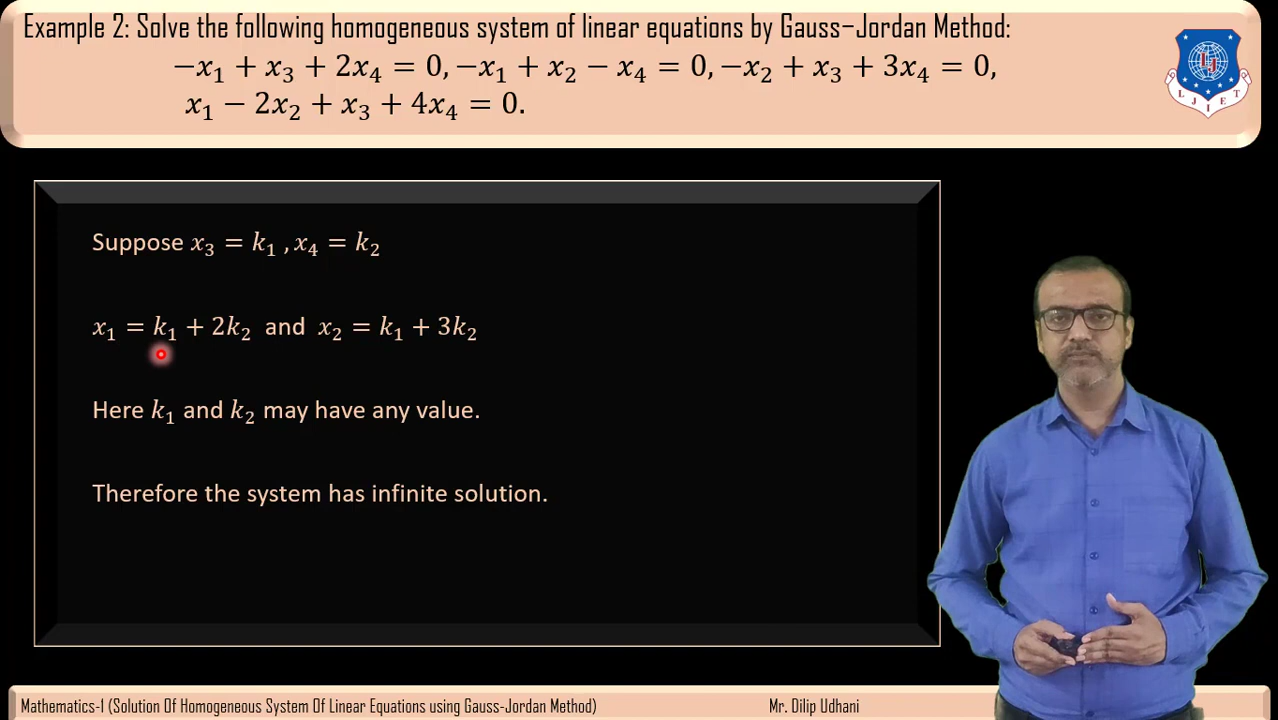 Example 2: Solve the following homogeneous system of linear equations by Gauss−Jordan Method:
−x₁ + x₃ + 2x₄ = 0, −x₁ + x₂ − x₄ = 0, −x₂ + x₃ + 3x₄ = 0,
x₁ − 2x₂ + x₃ + 4x₄ = 0.
LJIET
Suppose x₃ = k₁ , x₄ = k₂
x₁ = k₁ + 2k₂ and x₂ = k₁ + 3k₂
Here k₁ and k₂ may have any value.
Therefore the system has infinite solution.
Mathematics-1 (Solution Of Homogeneous System Of Linear Equations using Gauss-Jordan Method) Mr. Dilip Udhani